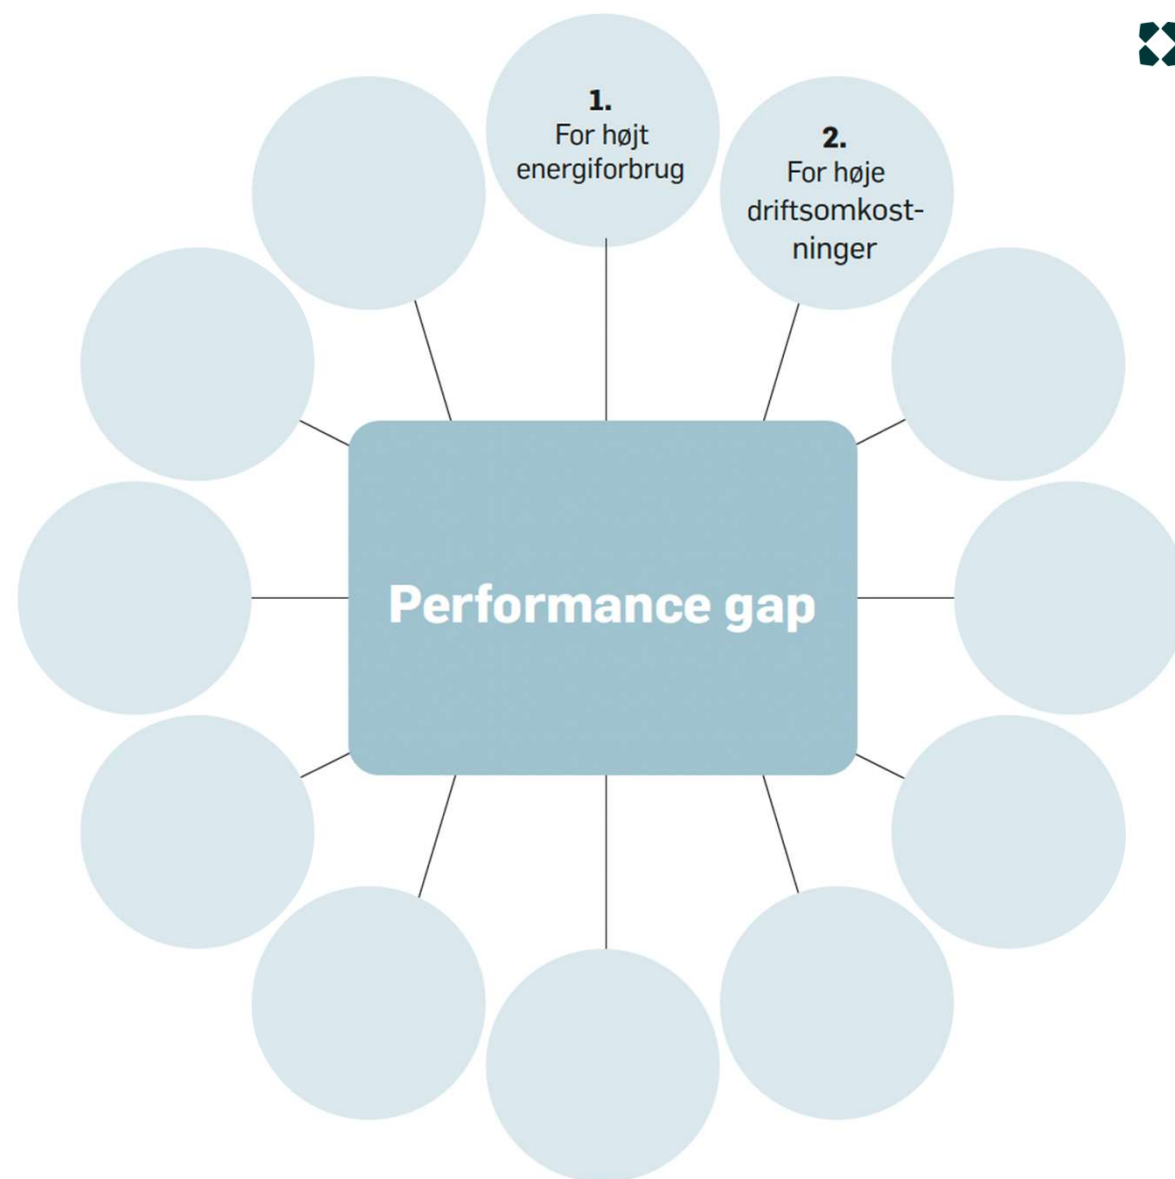 1.
For højt
energiforbrug
2.
For høje
driftsomkost-
ninger
Performance gap